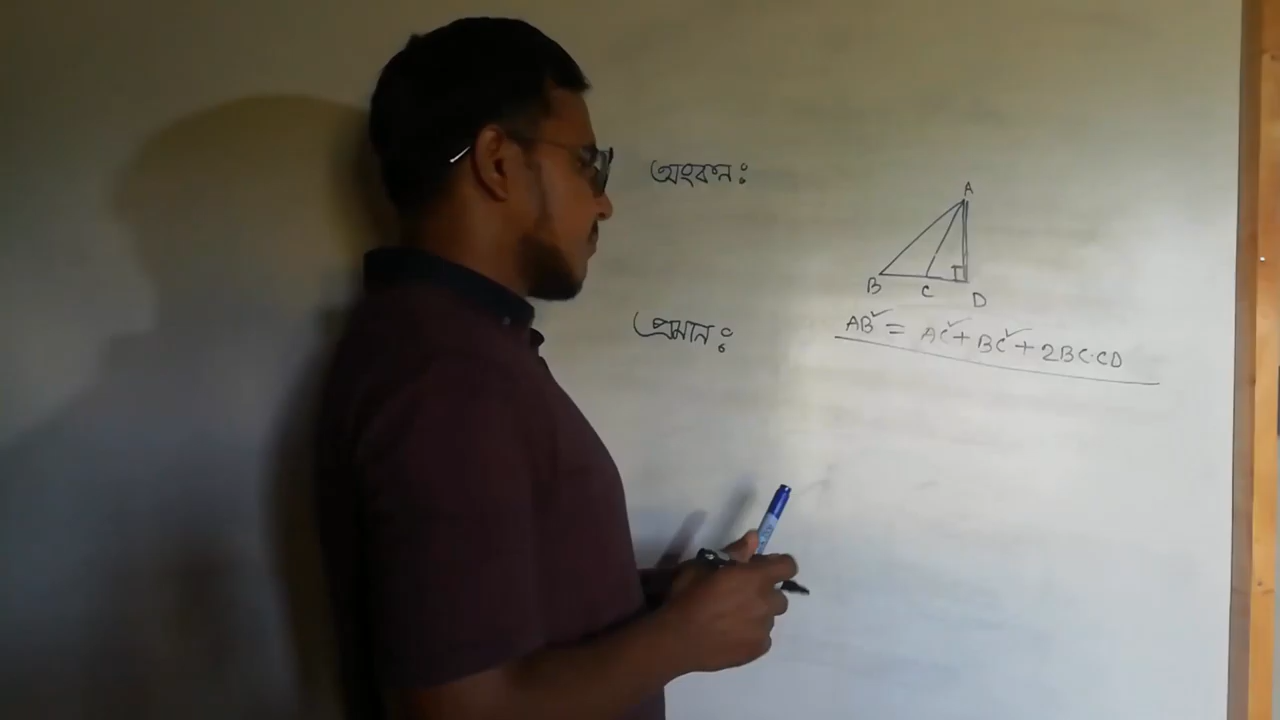 অংকন :
A
B C D
প্রমান :
AB² = AC² + BC² + 2BC.CD